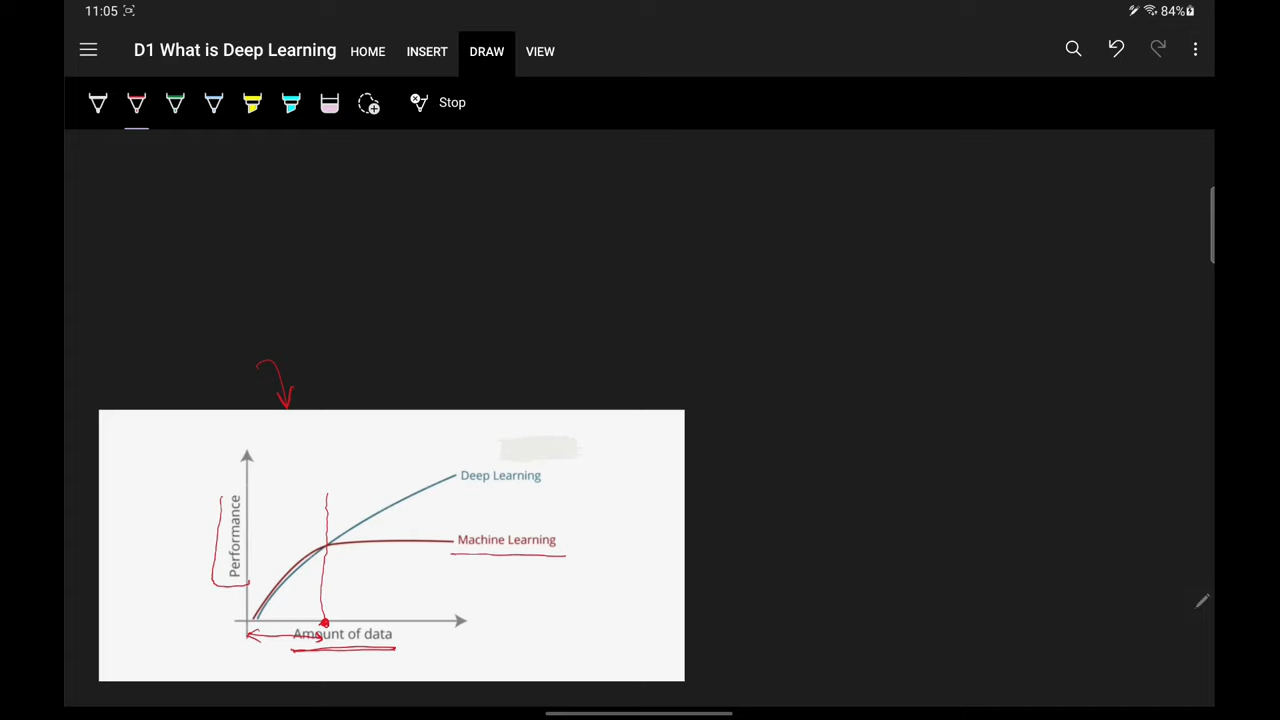 11:05 84%
D1 What is Deep Learning HOME INSERT DRAW VIEW
Stop
Deep Learning
Machine Learning
Performance
Amount of data